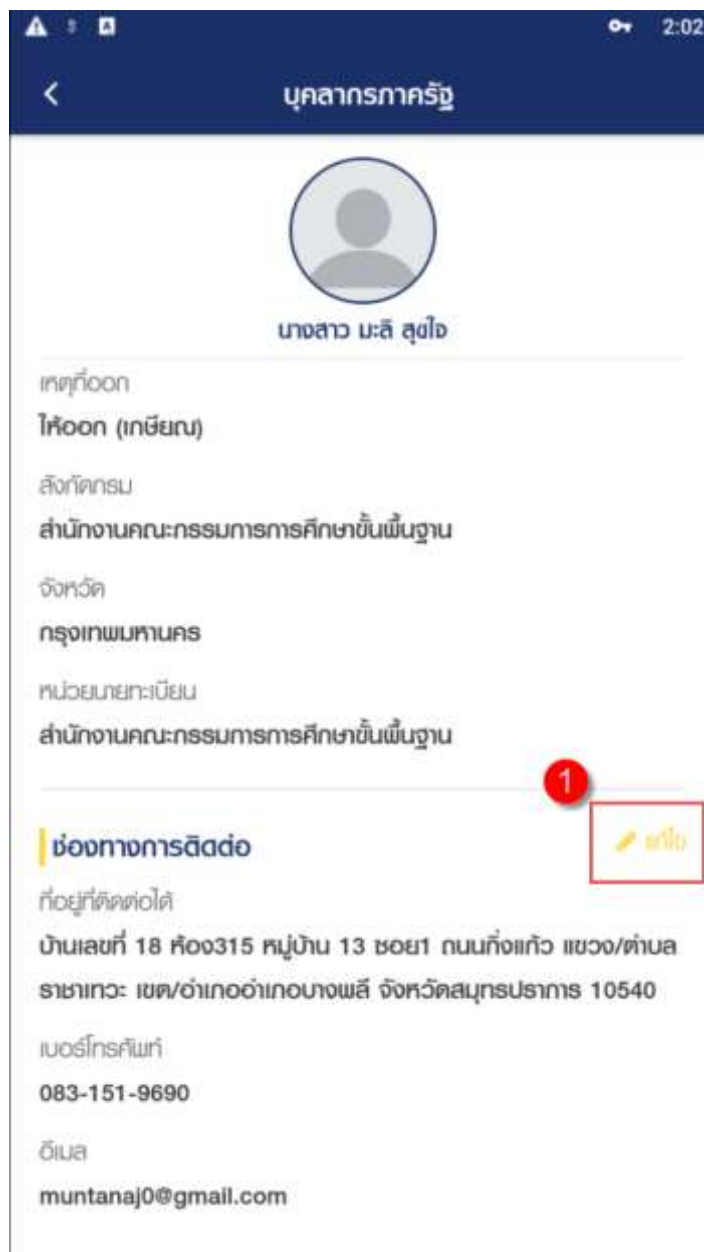 2:02
บุคลากรภาครัฐ
นางสาว มะลิ สุขใจ
เหตุที่ออก
ให้ออก (เกษียณ)
สังกัดกรม
สำนักงานคณะกรรมการการศึกษาขั้นพื้นฐาน
จังหวัด
กรุงเทพมหานคร
หน่วยนายทะเบียน
สำนักงานคณะกรรมการการศึกษาขั้นพื้นฐาน
1
ช่องทางการติดต่อ
แก้ไข
ที่อยู่ที่ติดต่อได้
บ้านเลขที่ 18 ห้อง315 หมู่บ้าน 13 ซอย1 ถนนกิ่งแก้ว แขวง/ตำบล
ราชาเทวะ เขต/อำเภออำเภอบางพลี จังหวัดสมุทรปราการ 10540
เบอร์โทรศัพท์
083-151-9690
อีเมล
muntanaj0@gmail.com